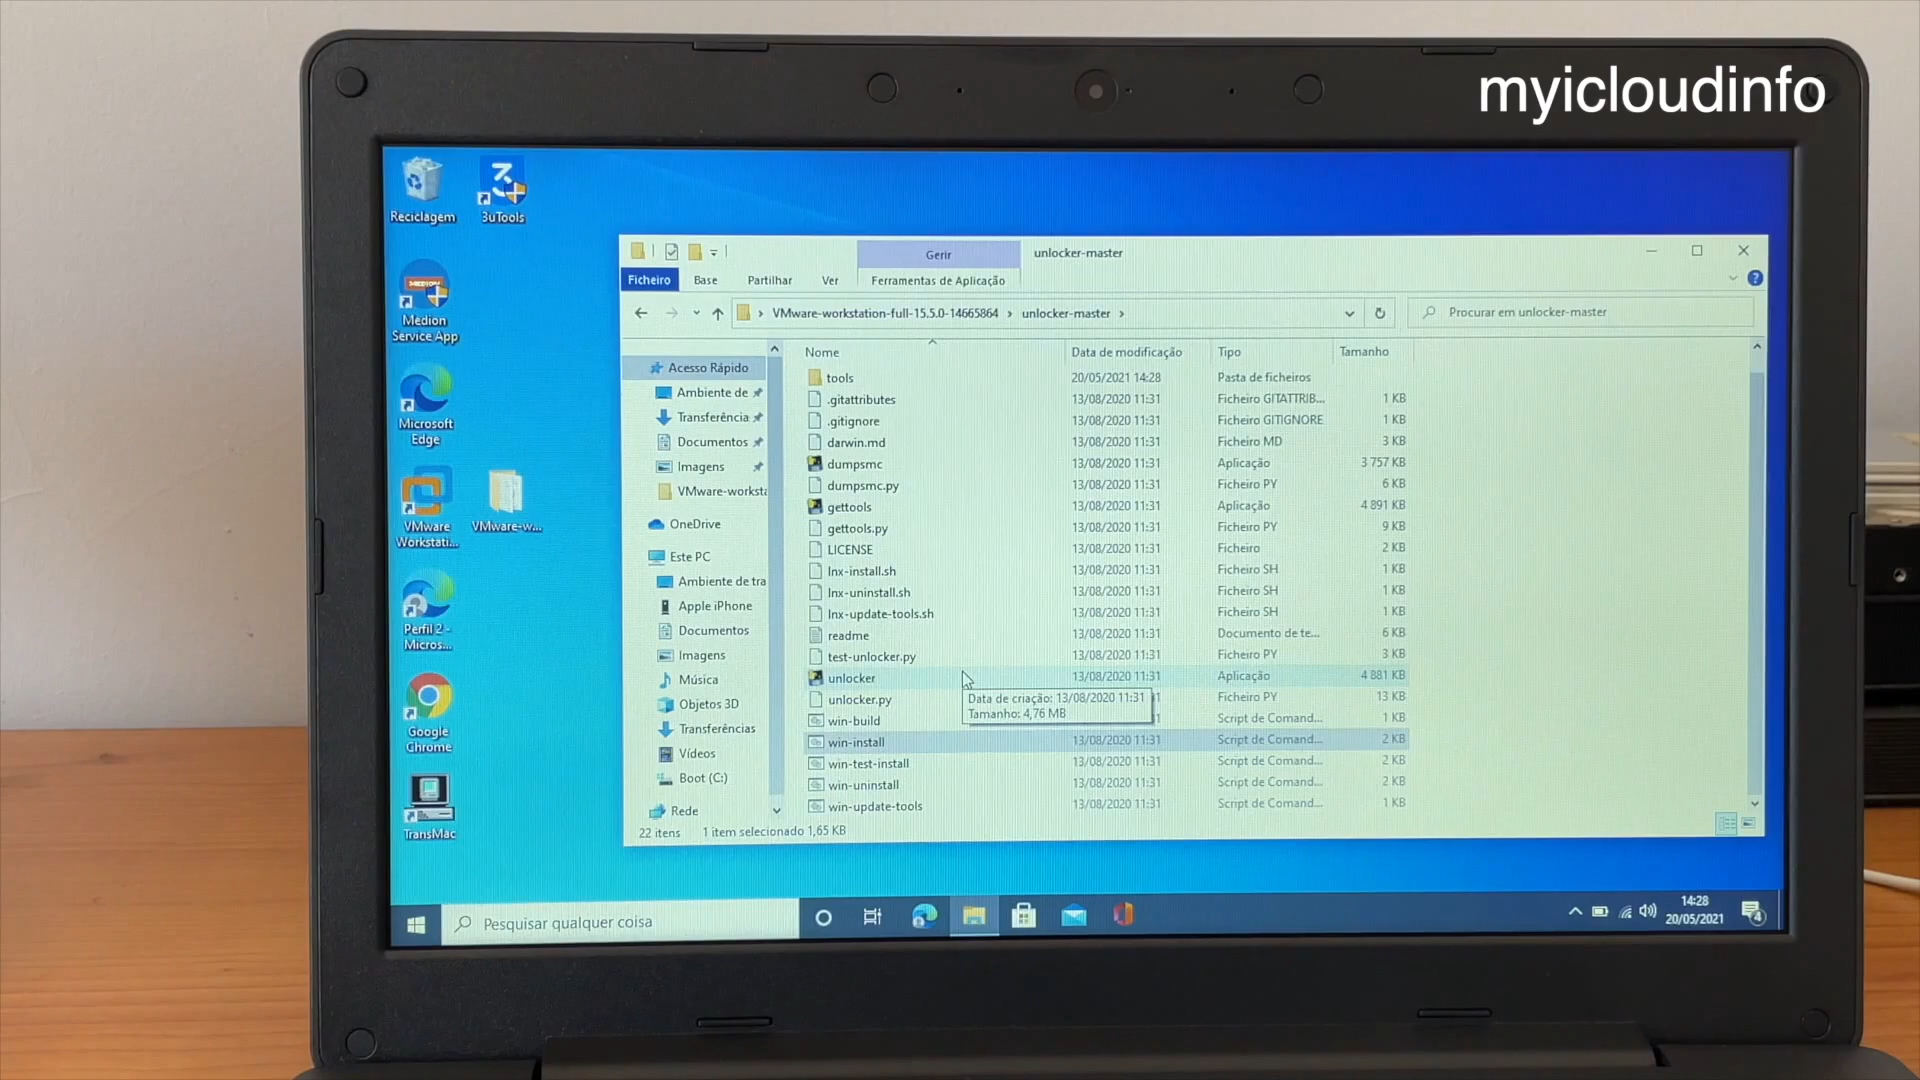 myicloudinfo
Reciclagem
3uTools
Medion
Service App
Microsoft
Edge
VMware
Workstati...
VMware-w...
Perfil 2 -
Micros...
Google
Chrome
TransMac
Gerir
unlocker-master
Ficheiro
Base
Partilhar
Ver
Ferramentas de Aplicação
VMware-workstation-full-15.5.0-14665864 > unlocker-master >
Procurar em unlocker-master
Acesso Rápido
Ambiente de
Transferência
Documentos
Imagens
VMware-workst
OneDrive
Este PC
Ambiente de tra
Apple iPhone
Documentos
Imagens
Música
Objetos 3D
Transferências
Vídeos
Boot (C:)
Rede
Nome Data de modificação Tipo Tamanho
tools 20/05/2021 14:28 Pasta de ficheiros
.gitattributes 13/08/2020 11:31 Ficheiro GITATTRIB... 1 KB
.gitignore 13/08/2020 11:31 Ficheiro GITIGNORE 1 KB
darwin.md 13/08/2020 11:31 Ficheiro MD 3 KB
dumpsmc 13/08/2020 11:31 Aplicação 3 757 KB
dumpsmc.py 13/08/2020 11:31 Ficheiro PY 6 KB
gettools 13/08/2020 11:31 Aplicação 4 891 KB
gettools.py 13/08/2020 11:31 Ficheiro PY 9 KB
LICENSE 13/08/2020 11:31 Ficheiro 2 KB
lnx-install.sh 13/08/2020 11:31 Ficheiro SH 1 KB
lnx-uninstall.sh 13/08/2020 11:31 Ficheiro SH 1 KB
lnx-update-tools.sh 13/08/2020 11:31 Ficheiro SH 1 KB
readme 13/08/2020 11:31 Documento de te... 6 KB
test-unlocker.py 13/08/2020 11:31 Ficheiro PY 3 KB
unlocker 13/08/2020 11:31 Aplicação 4 881 KB
unlocker.py Ficheiro PY 13 KB
Data de criação: 13/08/2020 11:31
Tamanho: 4,76 MB
win-build Script de Comand... 1 KB
win-install 13/08/2020 11:31 Script de Comand... 2 KB
win-test-install 13/08/2020 11:31 Script de Comand... 2 KB
win-uninstall 13/08/2020 11:31 Script de Comand... 2 KB
win-update-tools 13/08/2020 11:31 Script de Comand... 1 KB
22 itens 1 item selecionado 1,65 KB
Pesquisar qualquer coisa
14:28
20/05/2021
4